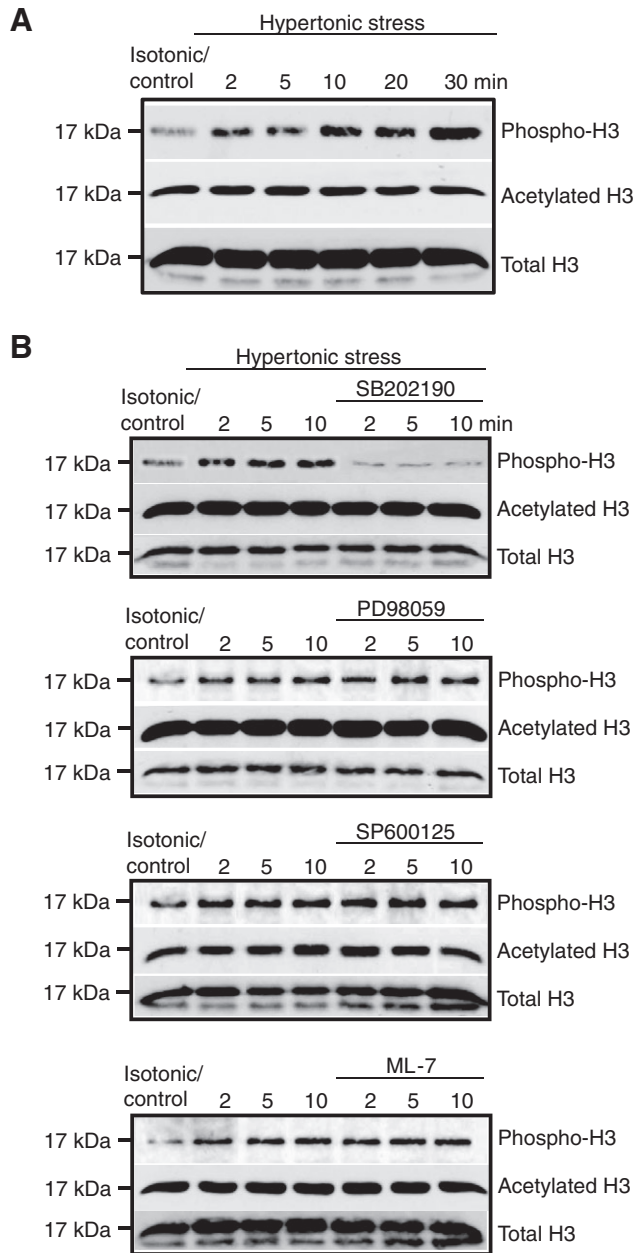 A
Hypertonic stress
Isotonic/
control 2 5 10 20 30 min
17 kDa Phospho-H3
17 kDa Acetylated H3
17 kDa Total H3
B
Hypertonic stress
SB202190
Isotonic/
control 2 5 10 2 5 10 min
17 kDa Phospho-H3
17 kDa Acetylated H3
17 kDa Total H3
PD98059
Isotonic/
control 2 5 10 2 5 10
17 kDa Phospho-H3
17 kDa Acetylated H3
17 kDa Total H3
SP600125
Isotonic/
control 2 5 10 2 5 10
17 kDa Phospho-H3
17 kDa Acetylated H3
17 kDa Total H3
ML-7
Isotonic/
control 2 5 10 2 5 10
17 kDa Phospho-H3
17 kDa Acetylated H3
17 kDa Total H3